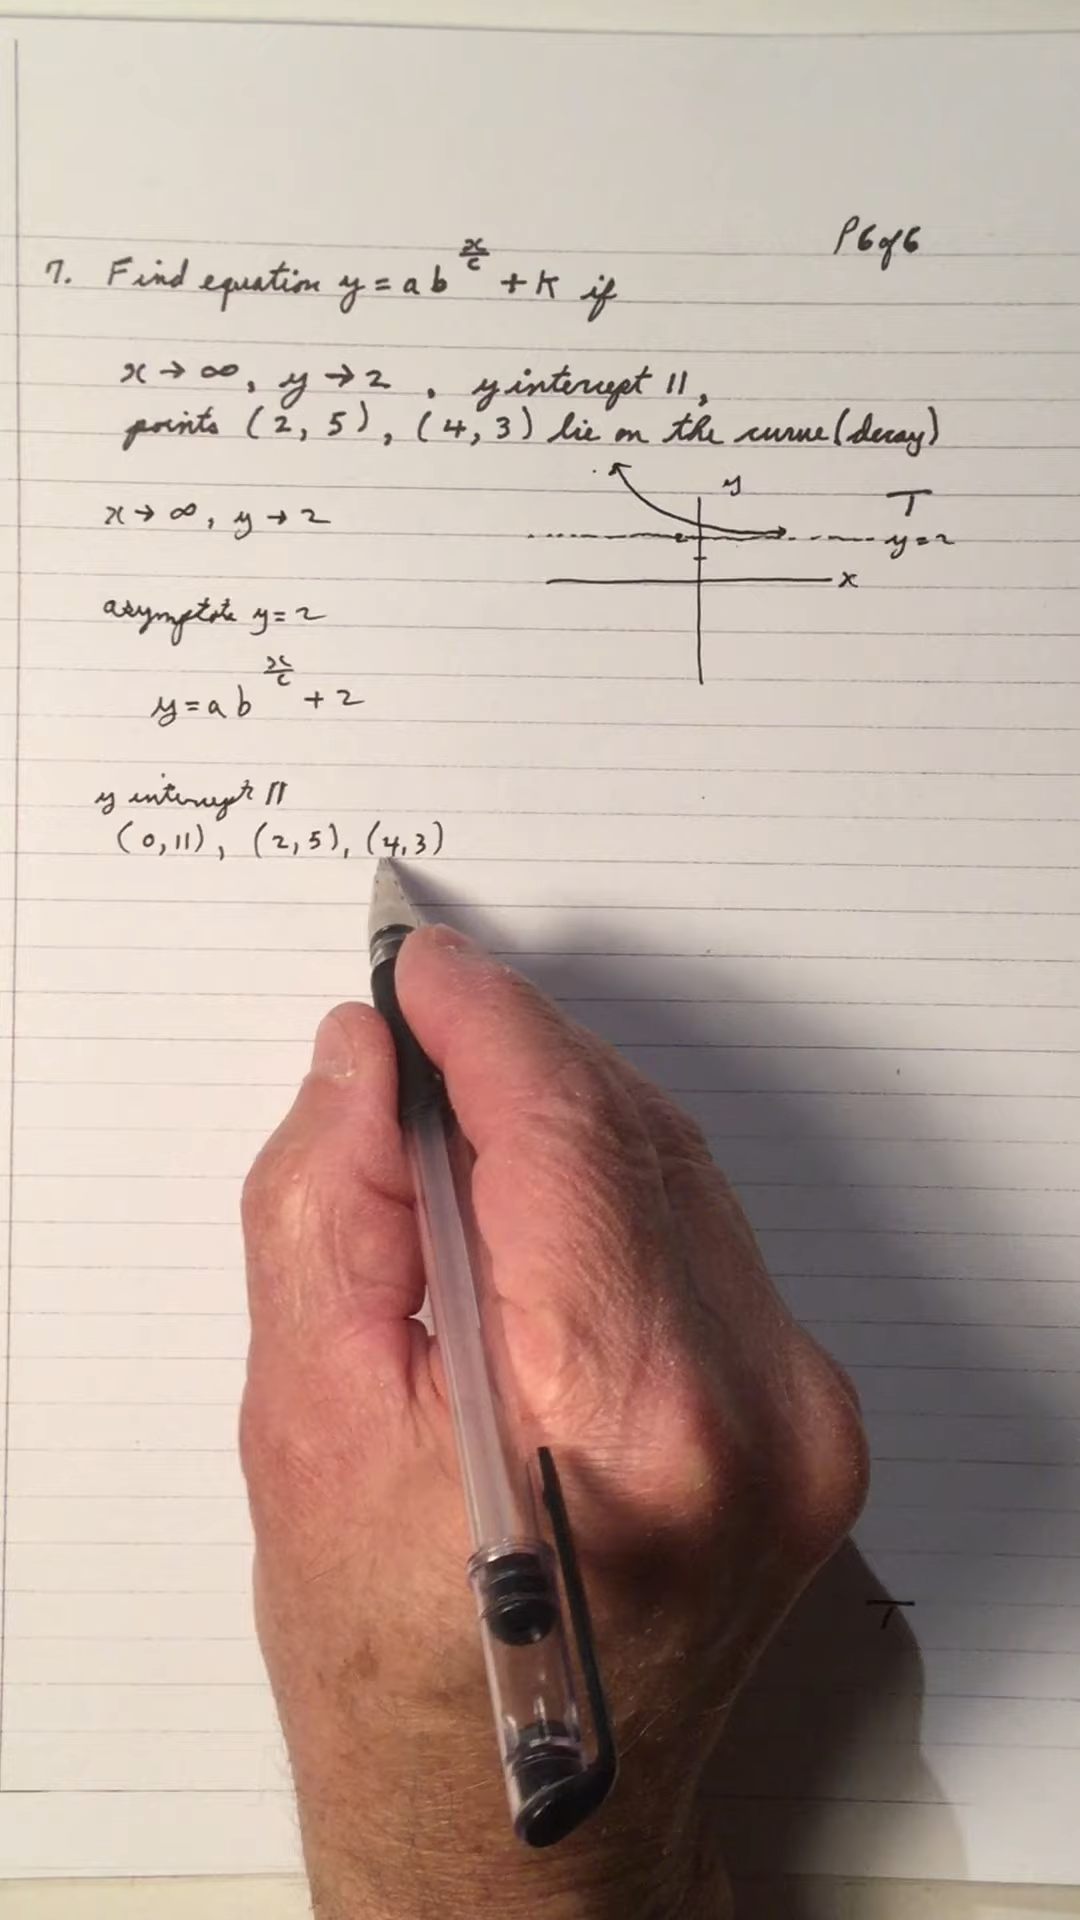 P6of6
7. Find equation y = a b^(x/c) + K if
x → ∞, y → 2 . y intercept 11,
points (2, 5), (4, 3) lie on the curve (decay)
x → ∞, y → 2
y
T
y = 2
x
asymptote y = 2
y = a b^(x/c) + 2
y intercept 11
(0, 11), (2, 5), (4, 3)
T